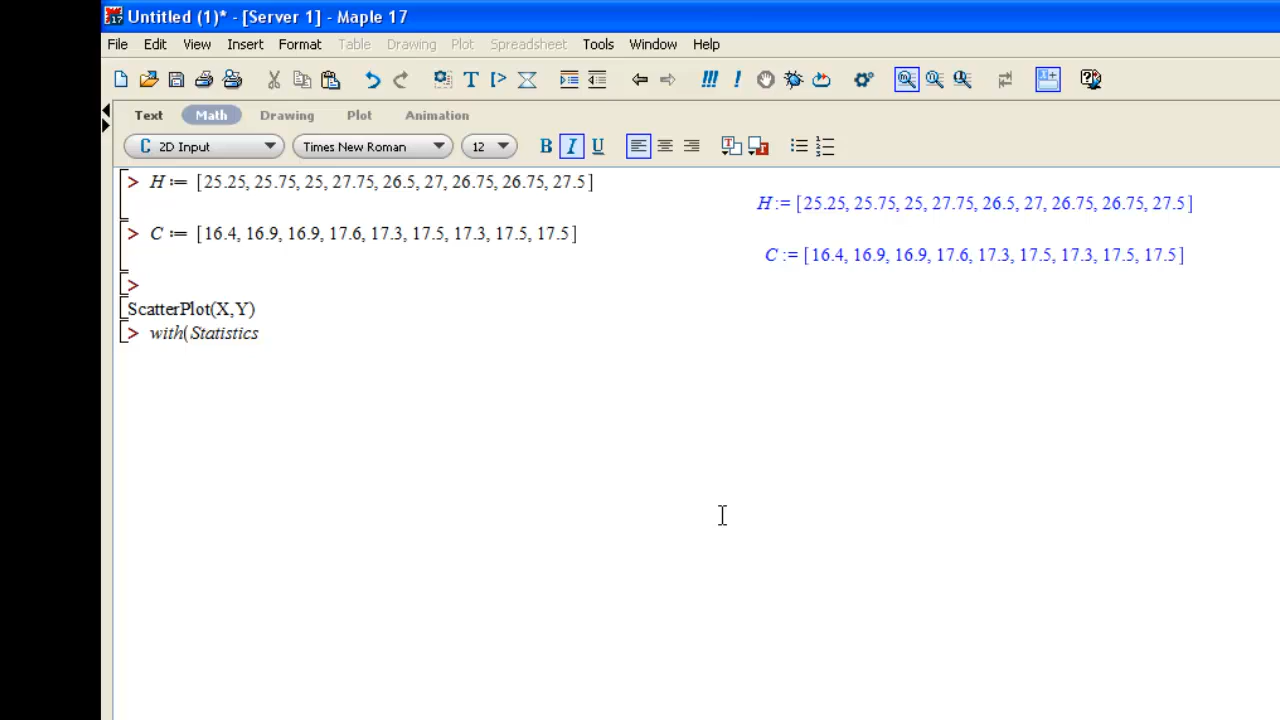 Untitled (1)* - [Server 1] - Maple 17
File Edit View Insert Format Table Drawing Plot Spreadsheet Tools Window Help
Text Math Drawing Plot Animation
C 2D Input Times New Roman 12 B I U
> H := [25.25, 25.75, 25, 27.75, 26.5, 27, 26.75, 26.75, 27.5]
H := [25.25, 25.75, 25, 27.75, 26.5, 27, 26.75, 26.75, 27.5]
> C := [16.4, 16.9, 16.9, 17.6, 17.3, 17.5, 17.3, 17.5, 17.5]
C := [16.4, 16.9, 16.9, 17.6, 17.3, 17.5, 17.3, 17.5, 17.5]
>
ScatterPlot(X,Y)
> with(Statistics